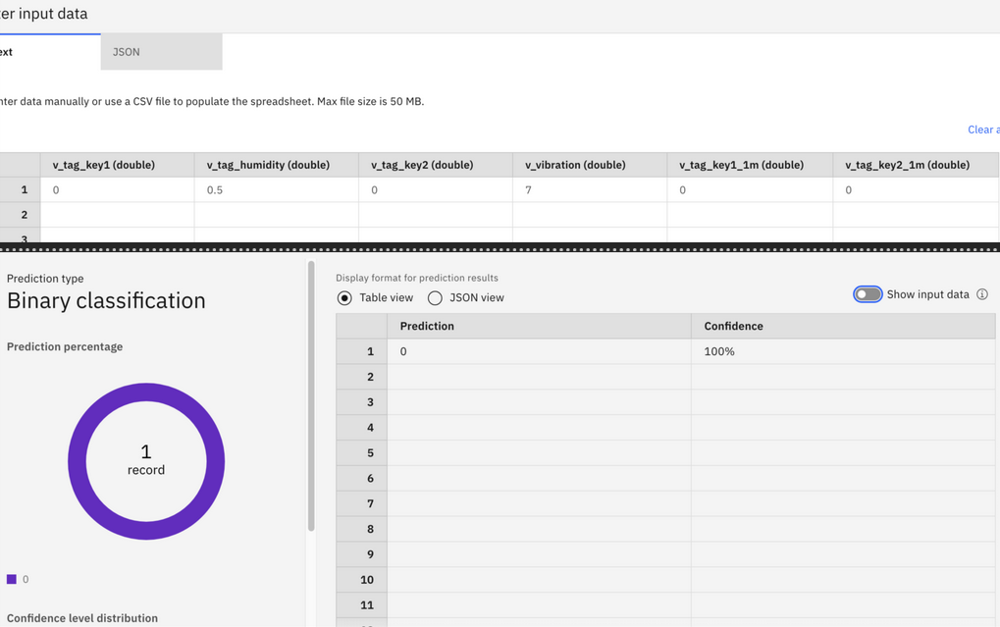 er input data
ext
JSON
nter data manually or use a CSV file to populate the spreadsheet. Max file size is 50 MB.
Clear a
v_tag_key1 (double) v_tag_humidity (double) v_tag_key2 (double) v_vibration (double) v_tag_key1_1m (double) v_tag_key2_1m (double)
1 0 0.5 0 7 0 0
2
3
Prediction type
Binary classification
Prediction percentage
1
record
0
Confidence level distribution
Display format for prediction results
Table view JSON view Show input data
Prediction Confidence
1 0 100%
2
3
4
5
6
7
8
9
10
11